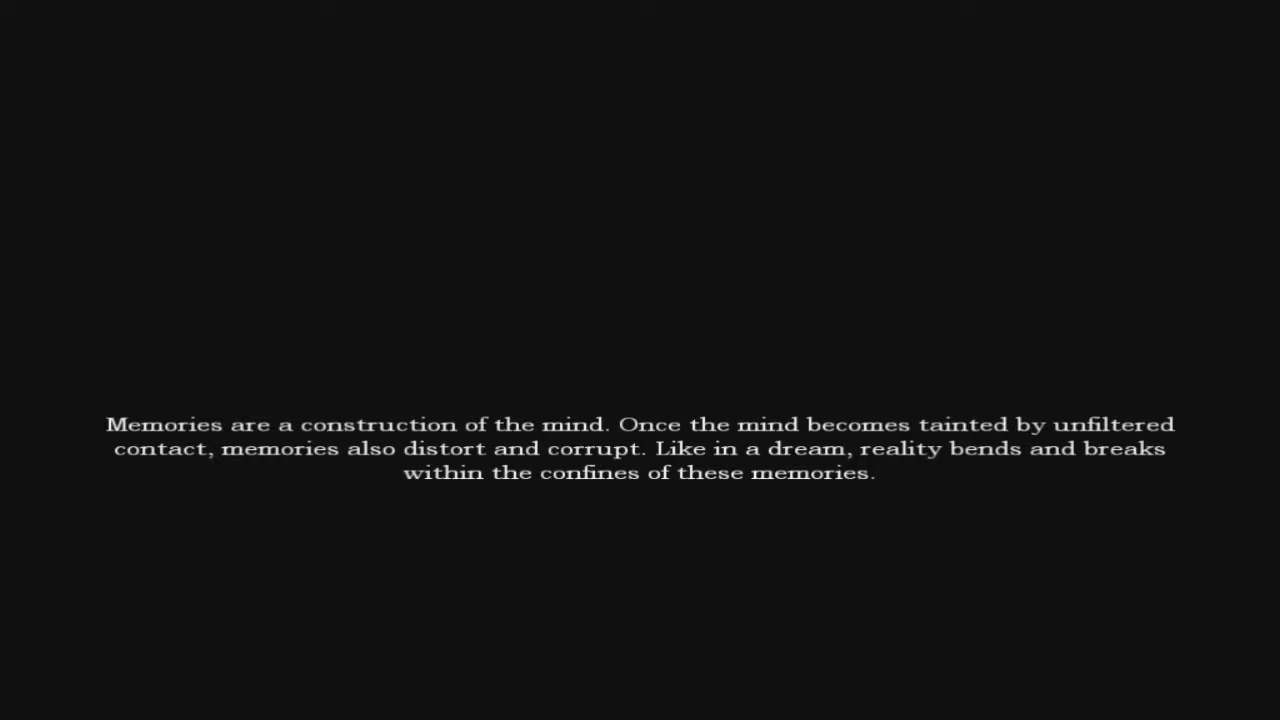 Memories are a construction of the mind. Once the mind becomes tainted by unfiltered
contact, memories also distort and corrupt. Like in a dream, reality bends and breaks
within the confines of these memories.